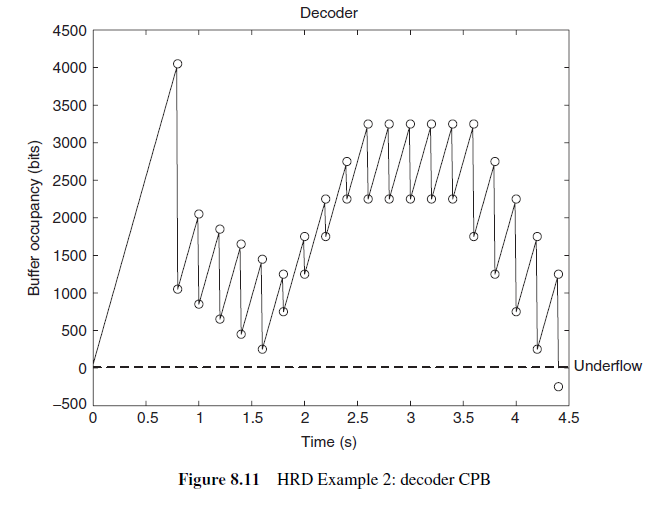 Decoder
4500
4000
3500
3000
2500
2000
1500
1000
500
0
–500
Buffer occupancy (bits)
Underflow
0 0.5 1 1.5 2 2.5 3 3.5 4 4.5
Time (s)
Figure 8.11 HRD Example 2: decoder CPB